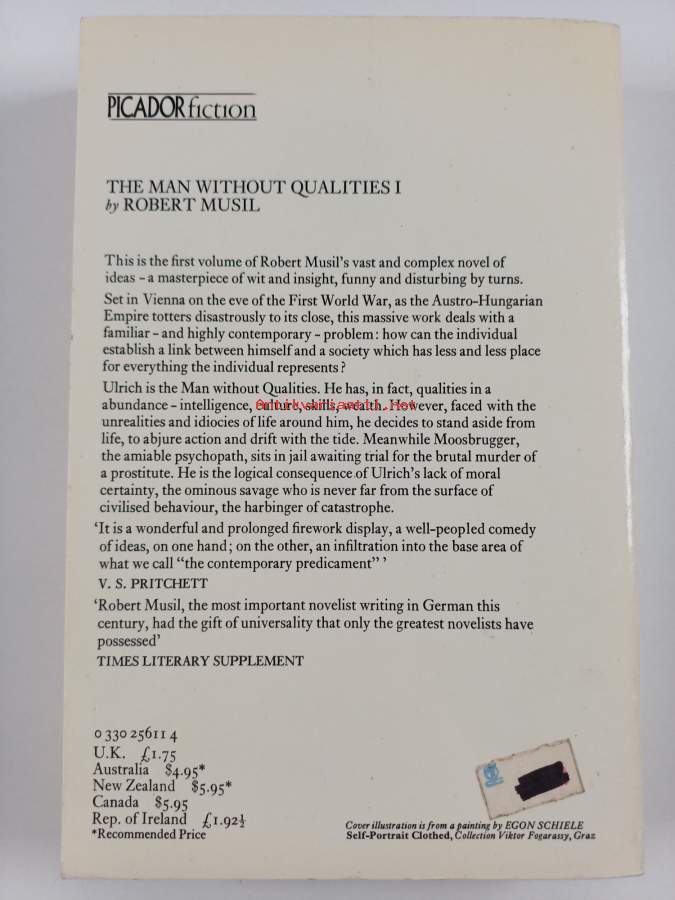 PICADOR fiction
THE MAN WITHOUT QUALITIES I
by ROBERT MUSIL
This is the first volume of Robert Musil's vast and complex novel of
ideas – a masterpiece of wit and insight, funny and disturbing by turns.
Set in Vienna on the eve of the First World War, as the Austro-Hungarian
Empire totters disastrously to its close, this massive work deals with a
familiar – and highly contemporary – problem: how can the individual
establish a link between himself and a society which has less and less place
for everything the individual represents?
Ulrich is the Man without Qualities. He has, in fact, qualities in a
abundance – intelligence, culture, skills, wealth. However, faced with the
Antikvariaatti.net
unrealities and idiocies of life around him, he decides to stand aside from
life, to abjure action and drift with the tide. Meanwhile Moosbrugger,
the amiable psychopath, sits in jail awaiting trial for the brutal murder of
a prostitute. He is the logical consequence of Ulrich's lack of moral
certainty, the ominous savage who is never far from the surface of
civilised behaviour, the harbinger of catastrophe.
'It is a wonderful and prolonged firework display, a well-peopled comedy
of ideas, on one hand; on the other, an infiltration into the base area of
what we call "the contemporary predicament" '
V. S. PRITCHETT
'Robert Musil, the most important novelist writing in German this
century, had the gift of universality that only the greatest novelists have
possessed'
TIMES LITERARY SUPPLEMENT
0 330 25611 4
U.K. £1.75
Australia $4.95*
New Zealand $5.95*
Canada $5.95
Rep. of Ireland £1.92½
*Recommended Price
Cover illustration is from a painting by EGON SCHIELE
Self-Portrait Clothed, Collection Viktor Fogarassy, Graz